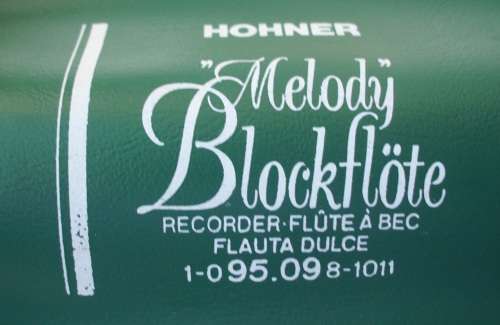 HOHNER
"Melody"
Blockflöte
RECORDER·FLÛTE À BEC
FLAUTA DULCE
1-095.098-1011